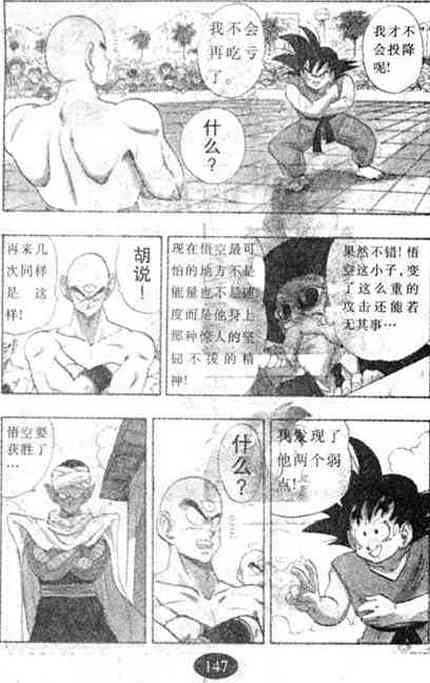 我才不
会投降
呢!
我不会亏
再吃
了。
什么?
果然不错!悟
空这小子,变
了这么重的
攻击还能若
无其事…
现在悟空最可
怕的地方不是
能量也不是速
度而是他身上
那种惊人的坚
固不拔的精
神!
胡说!
再来几
次同样
是这
样!
我发现了
他两个弱
点!
什么?
悟空要
获胜了
…
147